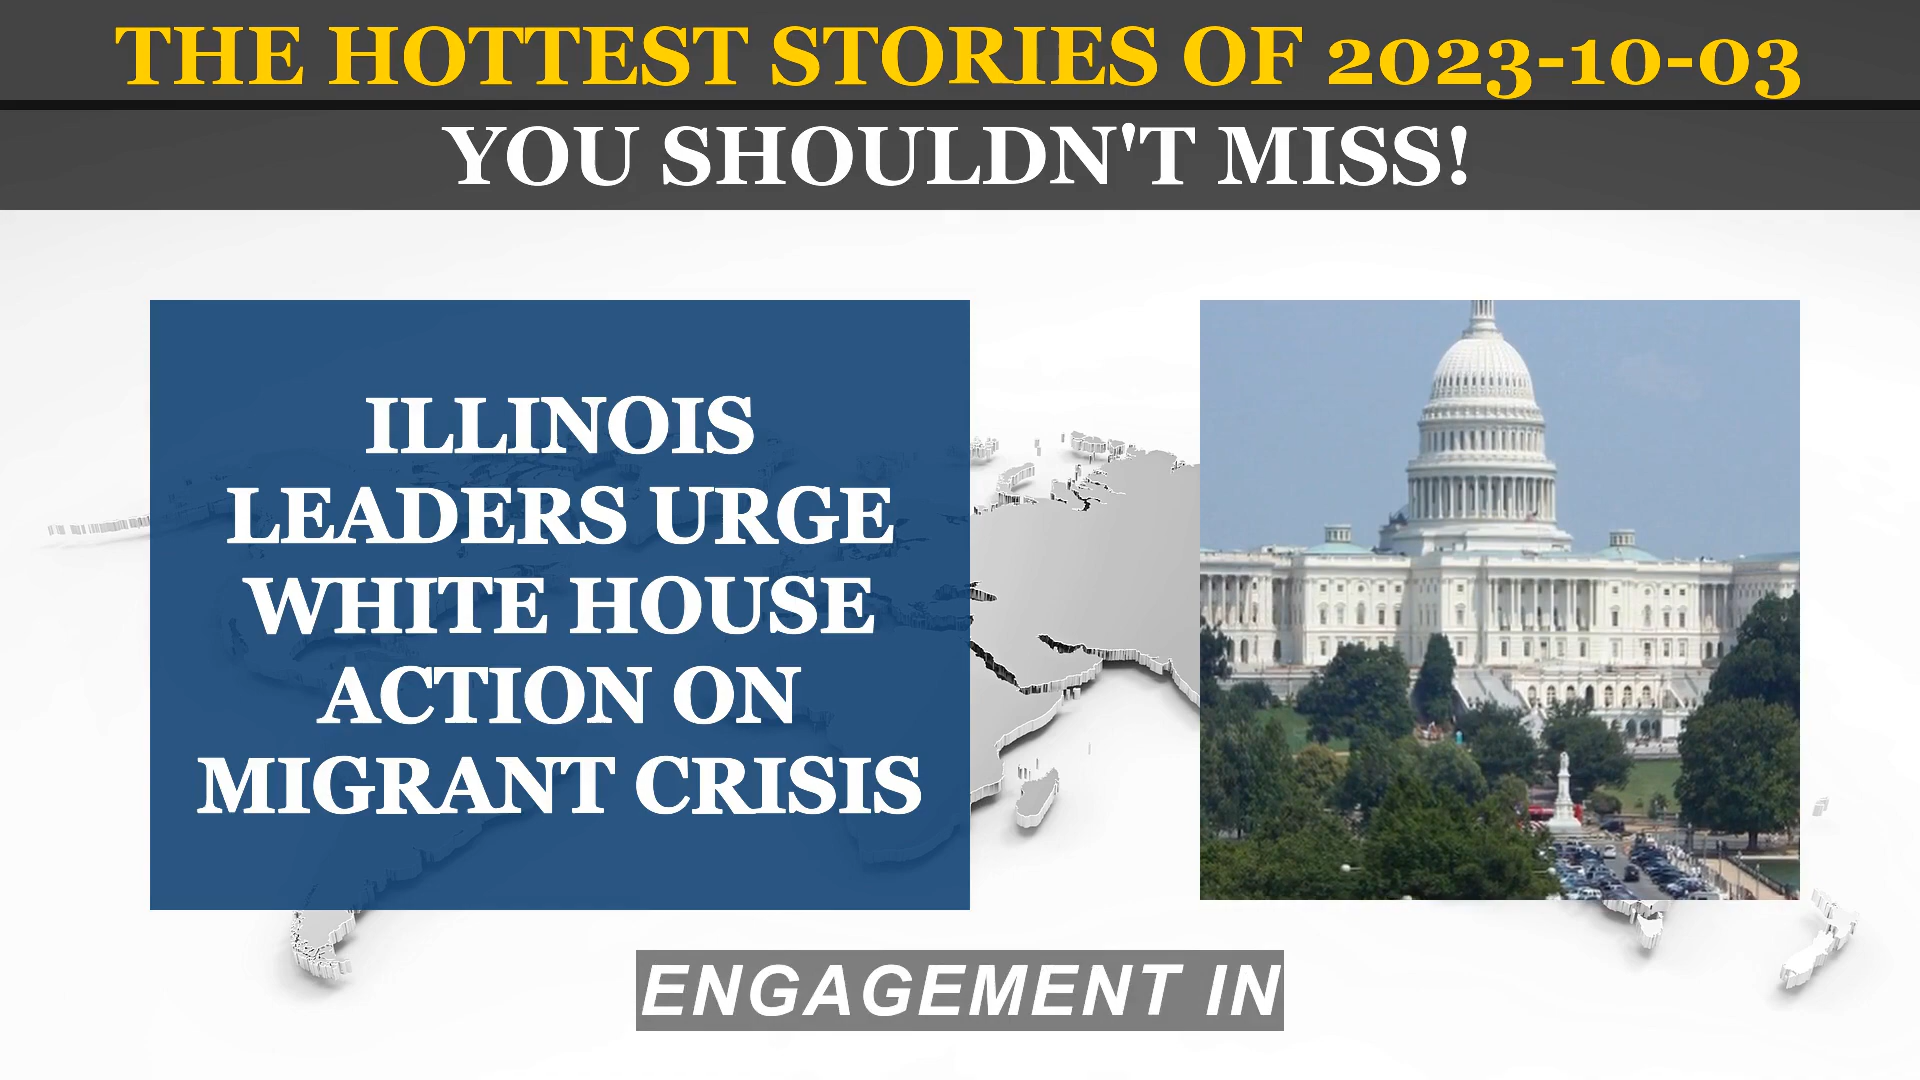 THE HOTTEST STORIES OF 2023-10-03
YOU SHOULDN'T MISS!
ILLINOIS
LEADERS URGE
WHITE HOUSE
ACTION ON
MIGRANT CRISIS
ENGAGEMENT IN